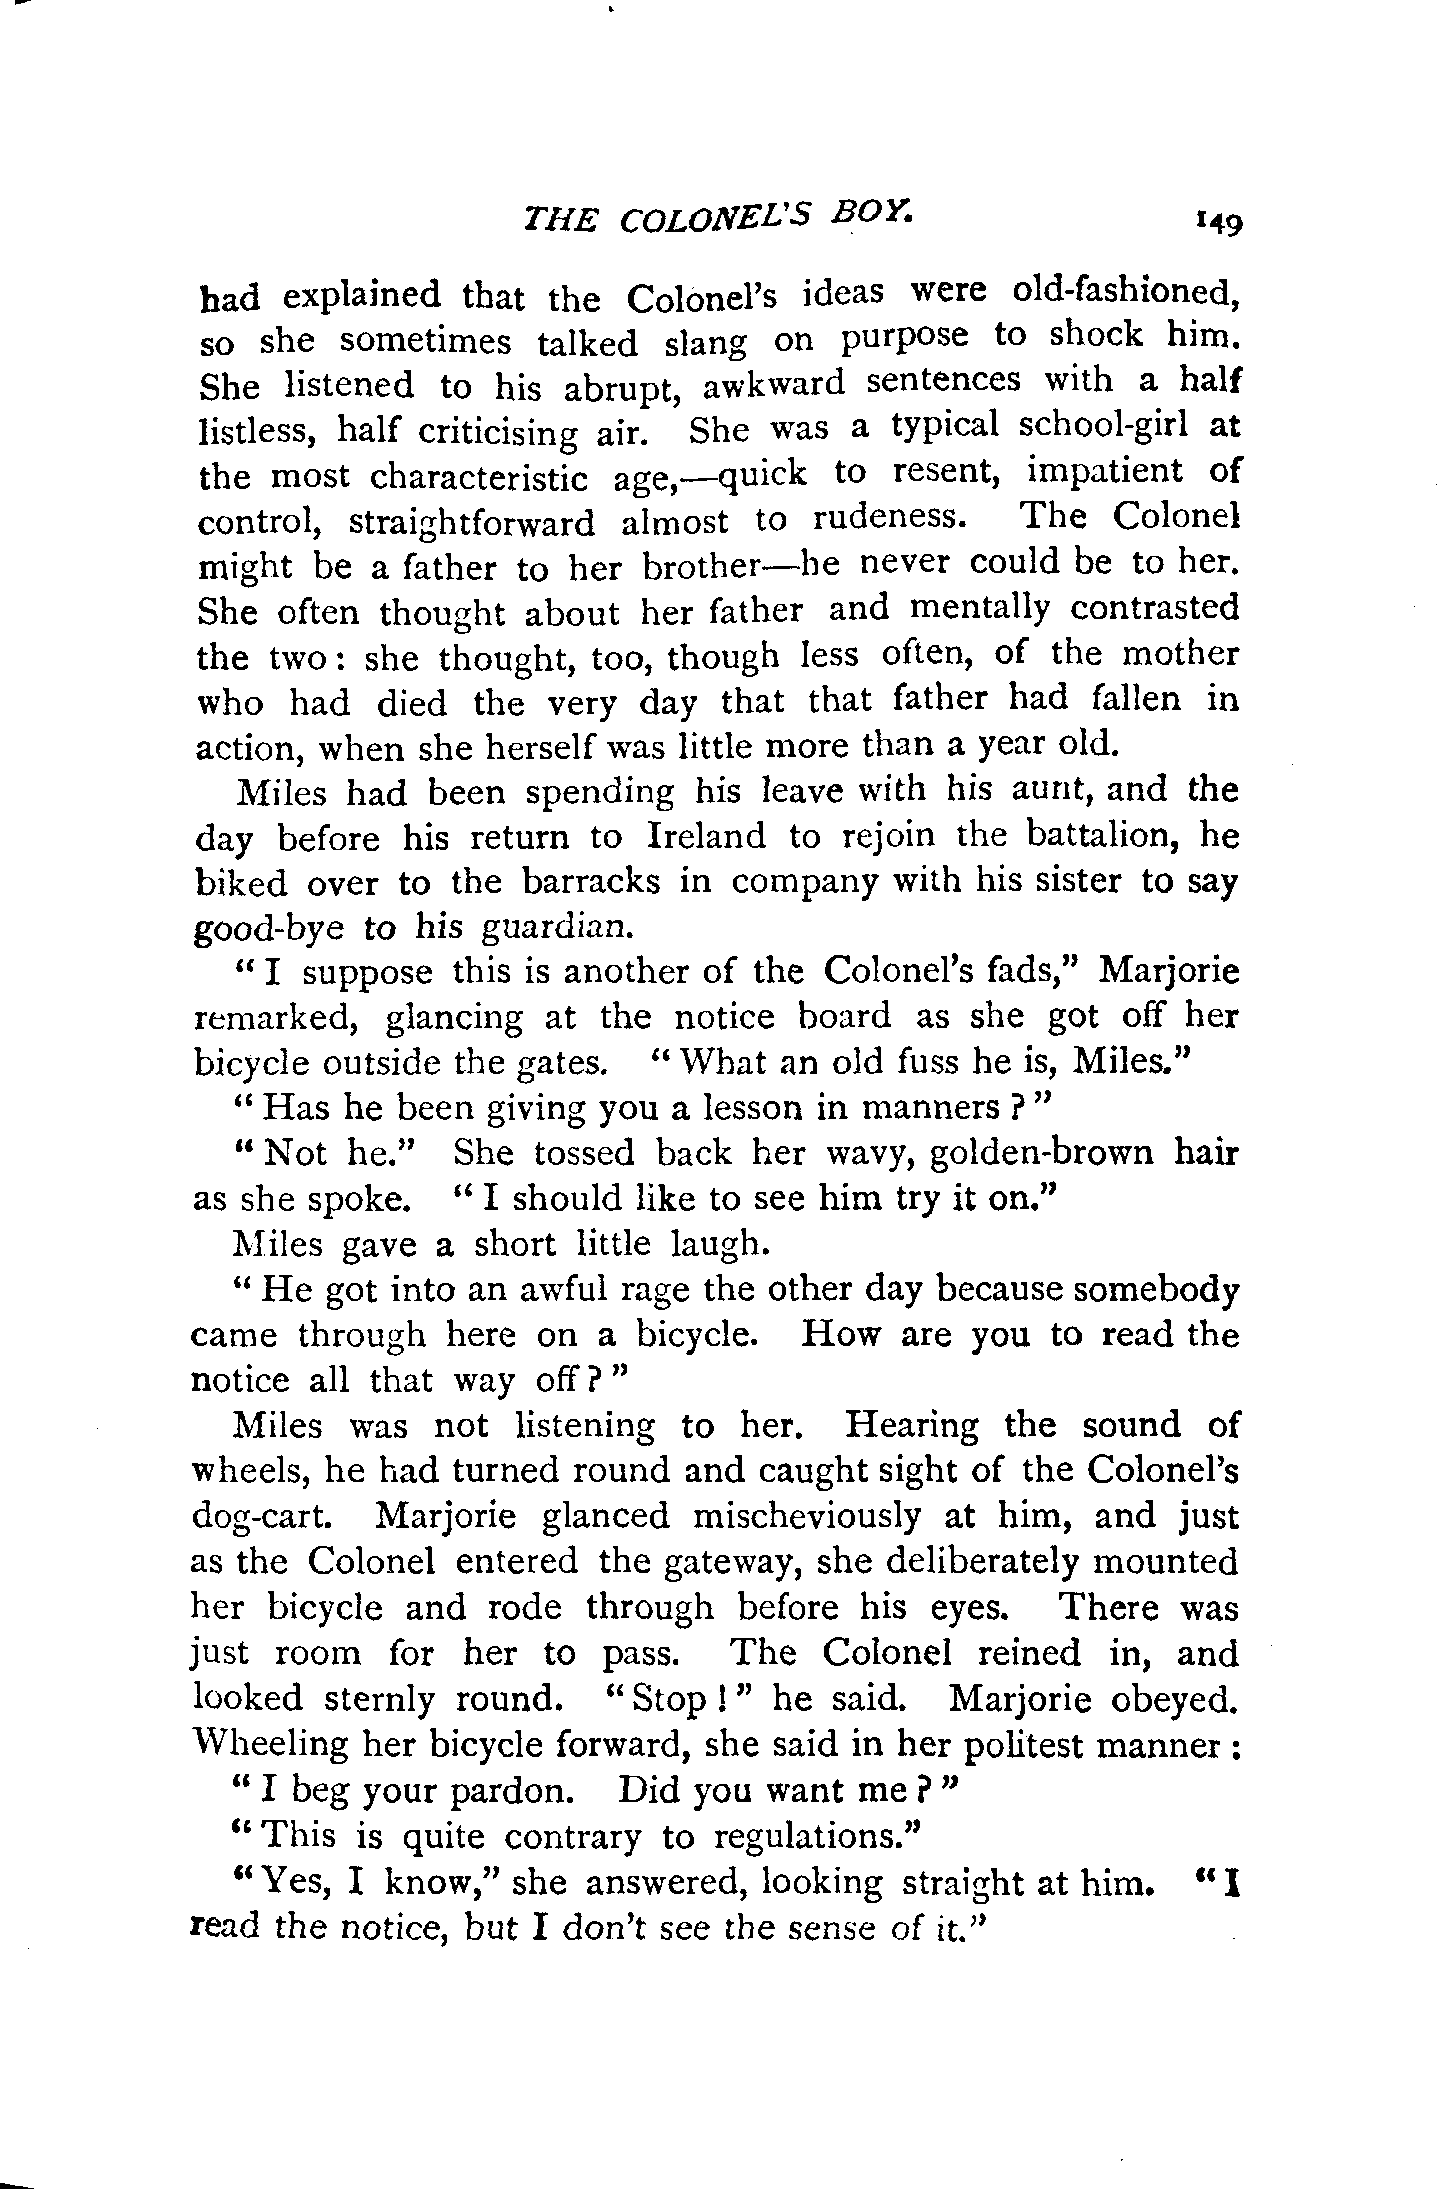 THE COLONEL'S BOY. 149
had explained that the Colonel's ideas were old-fashioned,
so she sometimes talked slang on purpose to shock him.
She listened to his abrupt, awkward sentences with a half
listless, half criticising air. She was a typical school-girl at
the most characteristic age,—quick to resent, impatient of
control, straightforward almost to rudeness. The Colonel
might be a father to her brother—he never could be to her.
She often thought about her father and mentally contrasted
the two: she thought, too, though less often, of the mother
who had died the very day that that father had fallen in
action, when she herself was little more than a year old.
Miles had been spending his leave with his aunt, and the
day before his return to Ireland to rejoin the battalion, he
biked over to the barracks in company with his sister to say
good-bye to his guardian.
"I suppose this is another of the Colonel's fads," Marjorie
remarked, glancing at the notice board as she got off her
bicycle outside the gates. "What an old fuss he is, Miles."
"Has he been giving you a lesson in manners?"
"Not he." She tossed back her wavy, golden-brown hair
as she spoke. "I should like to see him try it on."
Miles gave a short little laugh.
"He got into an awful rage the other day because somebody
came through here on a bicycle. How are you to read the
notice all that way off?"
Miles was not listening to her. Hearing the sound of
wheels, he had turned round and caught sight of the Colonel's
dog-cart. Marjorie glanced mischeviously at him, and just
as the Colonel entered the gateway, she deliberately mounted
her bicycle and rode through before his eyes. There was
just room for her to pass. The Colonel reined in, and
looked sternly round. "Stop!" he said. Marjorie obeyed.
Wheeling her bicycle forward, she said in her politest manner:
"I beg your pardon. Did you want me?"
"This is quite contrary to regulations."
"Yes, I know," she answered, looking straight at him. "I
read the notice, but I don't see the sense of it."